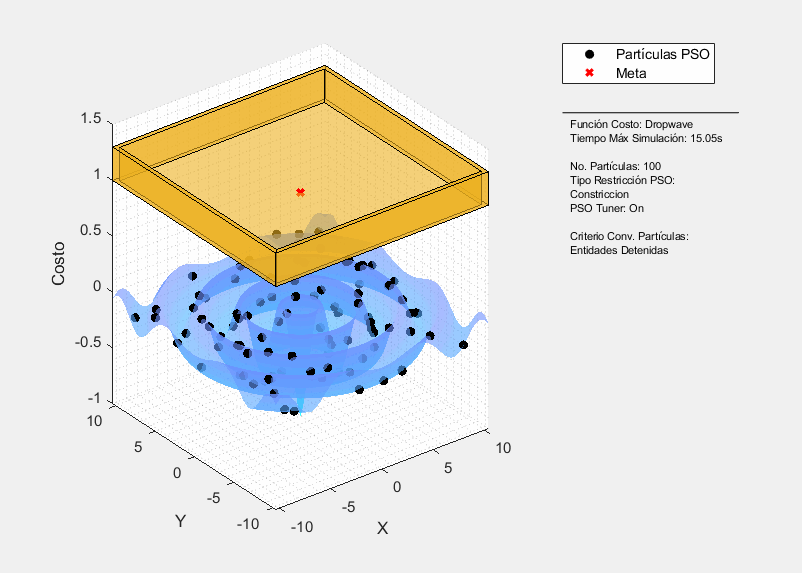 Partículas PSO
Meta
Función Costo: Dropwave
Tiempo Máx Simulación: 15.05s
No. Partículas: 100
Tipo Restricción PSO:
Constriccion
PSO Tuner: On
Criterio Conv. Partículas:
Entidades Detenidas
1.5
1
0.5
0
-0.5
-1
Costo
10
5
0
-5
-10
Y
-10
-5
0
5
10
X